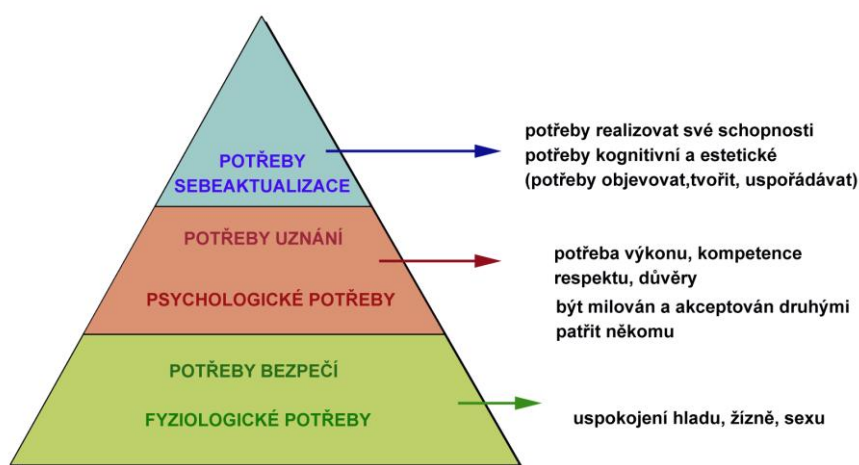 POTŘEBY
SEBEAKTUALIZACE
potřeby realizovat své schopnosti
potřeby kognitivní a estetické
(potřeby objevovat,tvořit, uspořádávat)
POTŘEBY UZNÁNÍ
PSYCHOLOGICKÉ POTŘEBY
potřeba výkonu, kompetence
respektu, důvěry
být milován a akceptován druhými
patřit někomu
POTŘEBY BEZPEČÍ
FYZIOLOGICKÉ POTŘEBY
uspokojení hladu, žízně, sexu